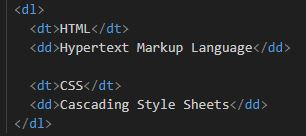 <dl>
<dt>HTML</dt>
<dd>Hypertext Markup Language</dd>
<dt>CSS</dt>
<dd>Cascading Style Sheets</dd>
</dl>